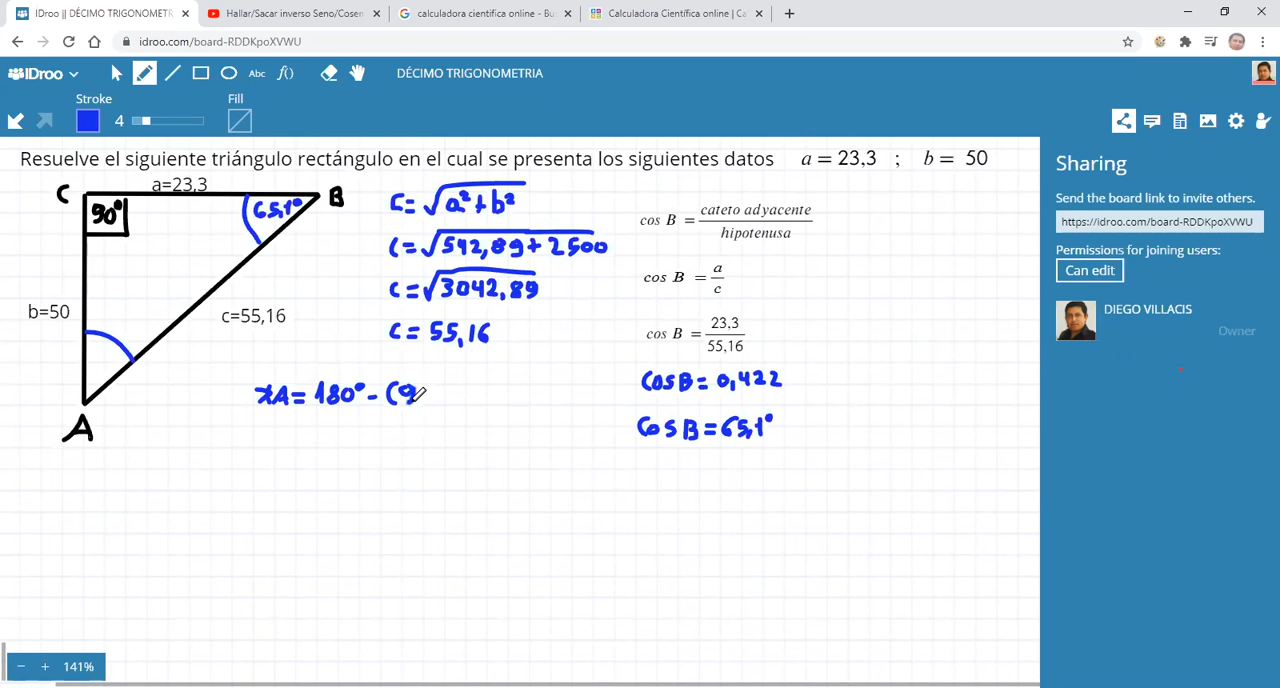 IDroo || DÉCIMO TRIGONOMETRIA
Hallar/Sacar inverso Seno/Cosen
calculadora científica online - Bu
Calculadora Científica online | Ca
idroo.com/board-RDDKpoXVWU
IDroo
Abc
f()
DÉCIMO TRIGONOMETRIA
Stroke
Fill
4
Resuelve el siguiente triángulo rectángulo en el cual se presenta los siguientes datos a = 23,3 ; b = 50
a=23,3
C
B
90°
65,1°
b=50
c=55,16
A
C= √a²+b²
C= √542,89+2500
C= √3042,89
C= 55,16
∡A= 180° - (9
cos B = cateto adyacente / hipotenusa
cos B = a / c
cos B = 23,3 / 55,16
Cos B = 0,422
Cos B = 65,1°
Sharing
Send the board link to invite others.
https://idroo.com/board-RDDKpoXVWU
Permissions for joining users:
Can edit
DIEGO VILLACIS
Owner
− + 141%